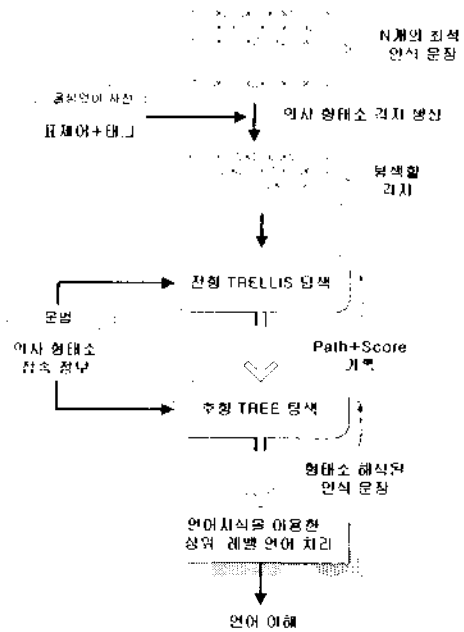 N개의 최적
인식 문장
음성언어 사전
표제어+태그
의사 형태소 격자 생성
탐색할
격자
전향 TRELLIS 탐색
문법
의사 형태소
접속 정보
Path+Score
기록
후향 TREE 탐색
형태소 해석된
인식 문장
언어지식을 이용한
상위 레벨 언어 처리
언어 이해